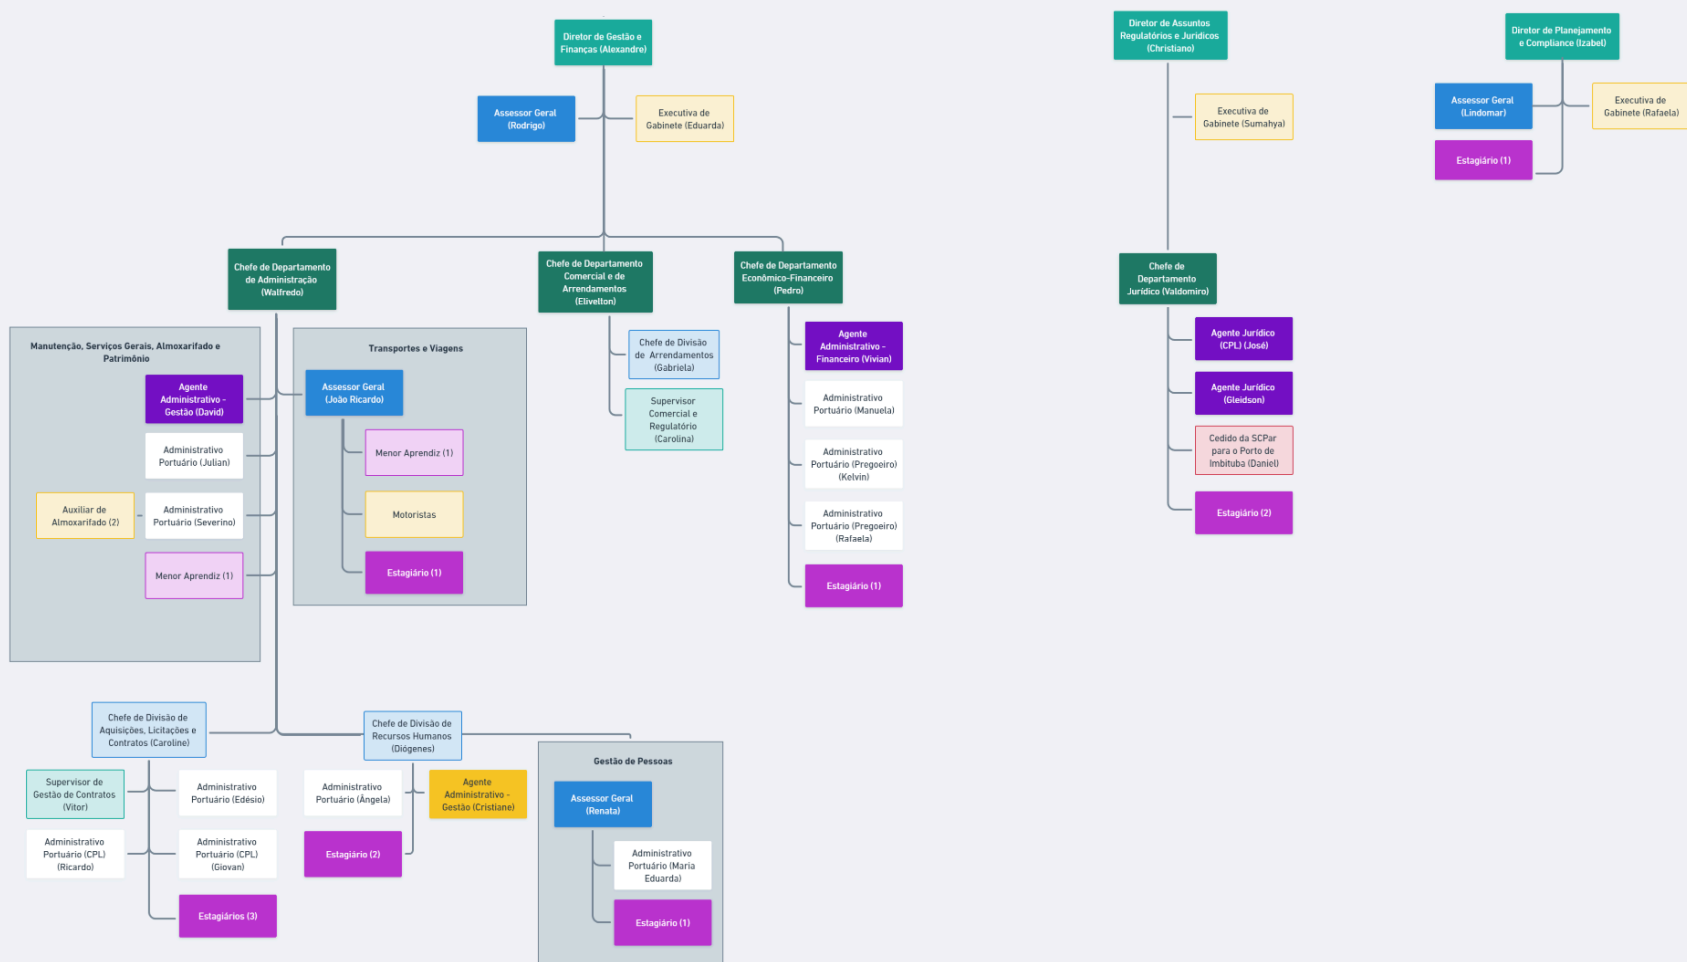 Diretor de Gestão e
Finanças (Alexandre)
Assessor Geral
(Rodrigo)
Executiva de
Gabinete (Eduarda)
Chefe de Departamento
de Administração
(Walfredo)
Chefe de Departamento
Comercial e de
Arrendamentos
(Elivelton)
Chefe de Departamento
Econômico-Financeiro
(Pedro)
Manutenção, Serviços Gerais, Almoxarifado e
Patrimônio
Agente
Administrativo -
Gestão (David)
Administrativo
Portuário (Julian)
Auxiliar de
Almoxarifado (2)
Administrativo
Portuário (Severino)
Menor Aprendiz (1)
Transportes e Viagens
Assessor Geral
(João Ricardo)
Menor Aprendiz (1)
Motoristas
Estagiário (1)
Chefe de Divisão
de Arrendamentos
(Gabriela)
Supervisor
Comercial e
Regulatório
(Carolina)
Agente
Administrativo -
Financeiro (Vivian)
Administrativo
Portuário (Manuela)
Administrativo
Portuário (Pregoeiro)
(Kelvin)
Administrativo
Portuário (Pregoeiro)
(Rafaela)
Estagiário (1)
Chefe de Divisão de
Aquisições, Licitações e
Contratos (Caroline)
Supervisor de
Gestão de Contratos
(Vitor)
Administrativo
Portuário (Edésio)
Administrativo
Portuário (CPL)
(Ricardo)
Administrativo
Portuário (CPL)
(Giovan)
Estagiários (3)
Chefe de Divisão de
Recursos Humanos
(Diógenes)
Administrativo
Portuário (Ângela)
Agente
Administrativo -
Gestão (Cristiane)
Estagiário (2)
Gestão de Pessoas
Assessor Geral
(Renata)
Administrativo
Portuário (Maria
Eduarda)
Estagiário (1)
Diretor de Assuntos
Regulatórios e Jurídicos
(Christiano)
Executiva de
Gabinete (Sumahya)
Chefe de
Departamento
Jurídico (Valdomiro)
Agente Jurídico
(CPL) (José)
Agente Jurídico
(Gleidson)
Cedido da SCPar
para o Porto de
Imbituba (Daniel)
Estagiário (2)
Diretor de Planejamento
e Compliance (Izabel)
Assessor Geral
(Lindomar)
Executiva de
Gabinete (Rafaela)
Estagiário (1)